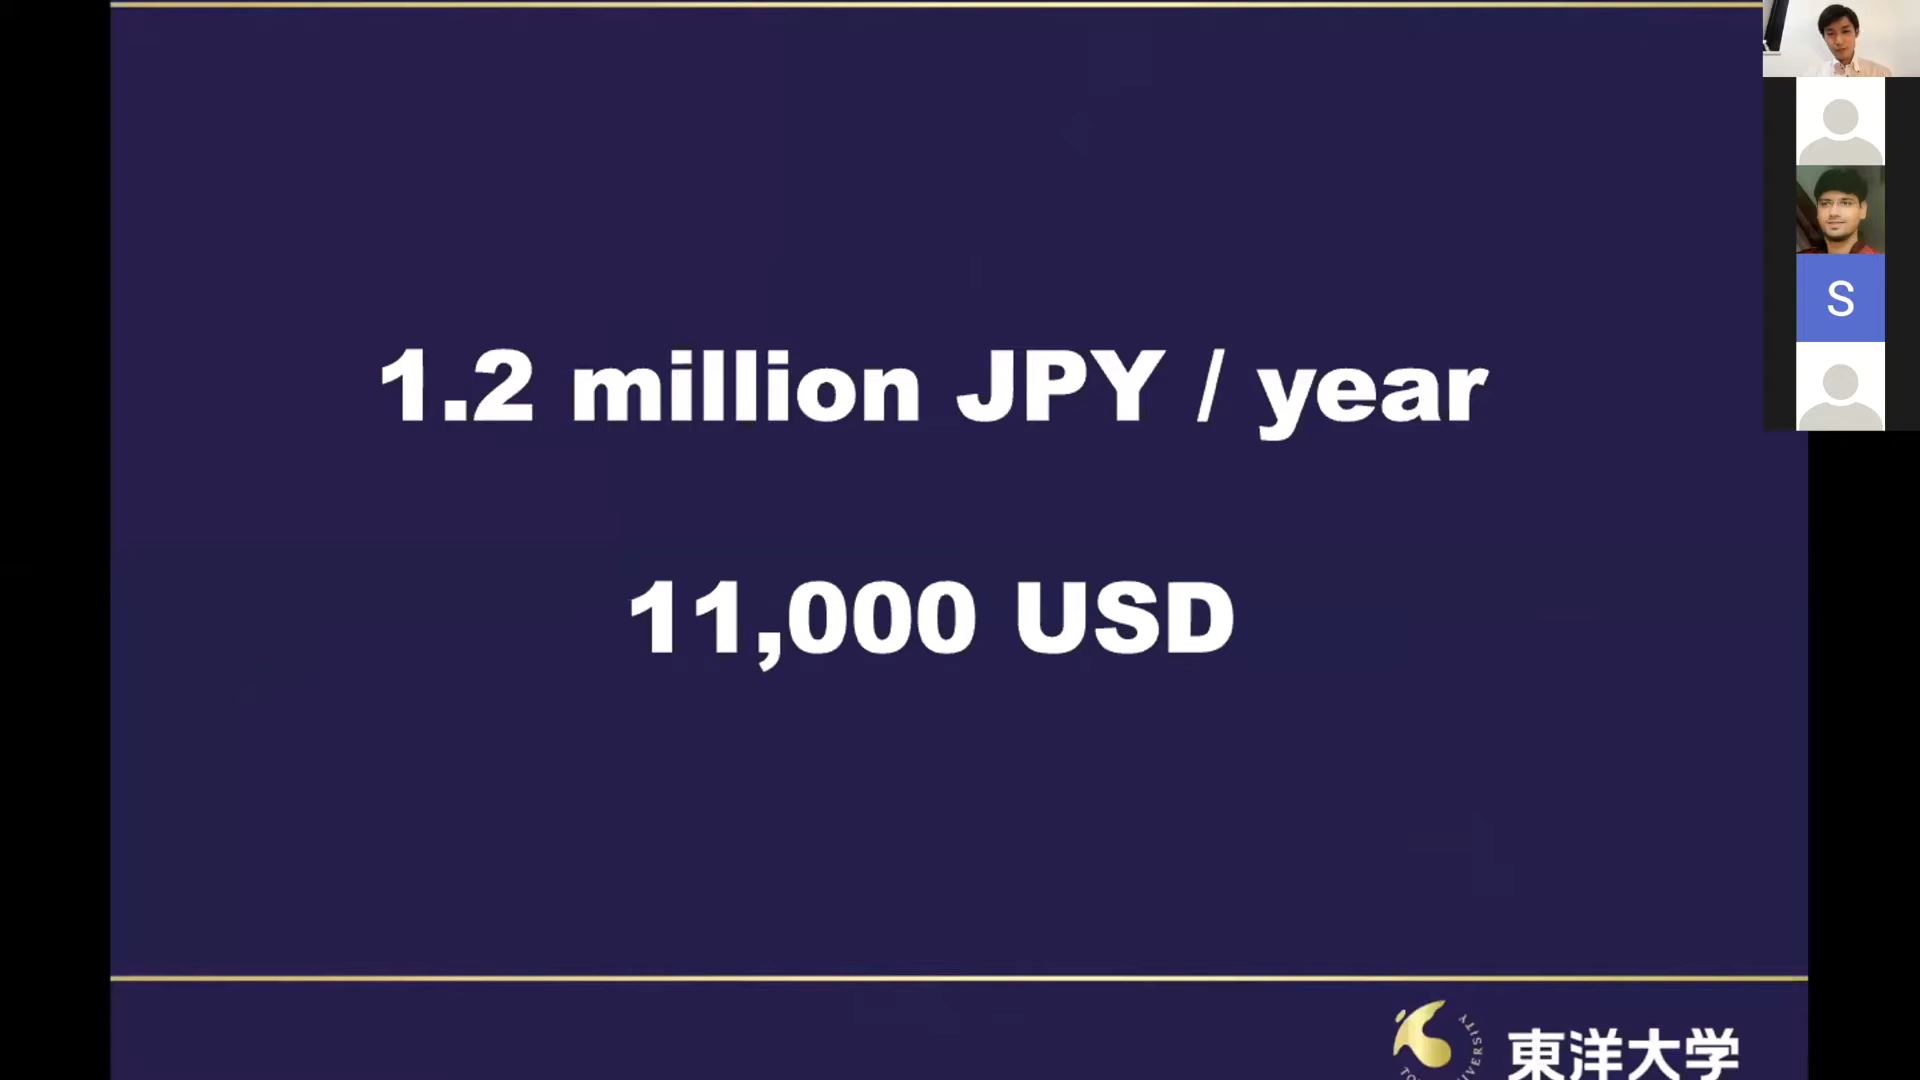 1.2 million JPY / year
S
11,000 USD
東洋大学